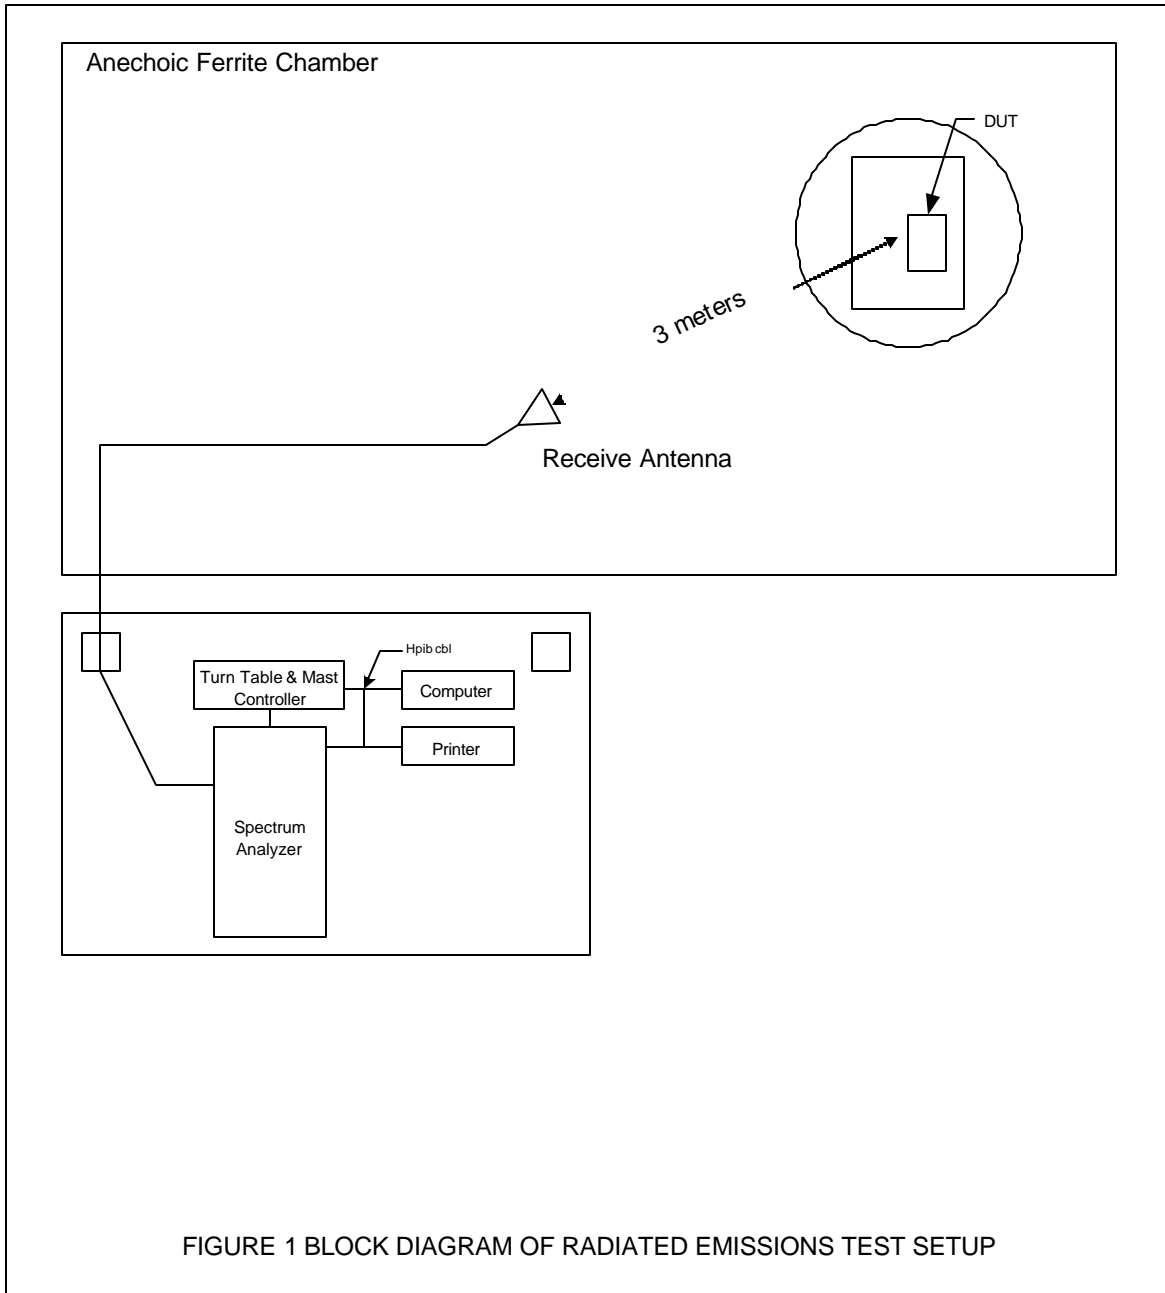 Anechoic Ferrite Chamber
DUT
3 meters
Receive Antenna
Hpib cbl
Turn Table & Mast
Controller
Computer
Printer
Spectrum
Analyzer
FIGURE 1 BLOCK DIAGRAM OF RADIATED EMISSIONS TEST SETUP